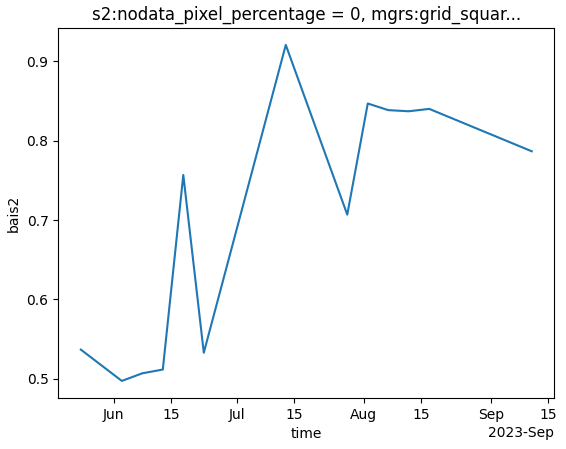 s2:nodata_pixel_percentage = 0, mgrs:grid_squar...
0.9
0.8
0.7
0.6
0.5
bais2
Jun 15 Jul 15 Aug 15 Sep 15
time
2023-Sep